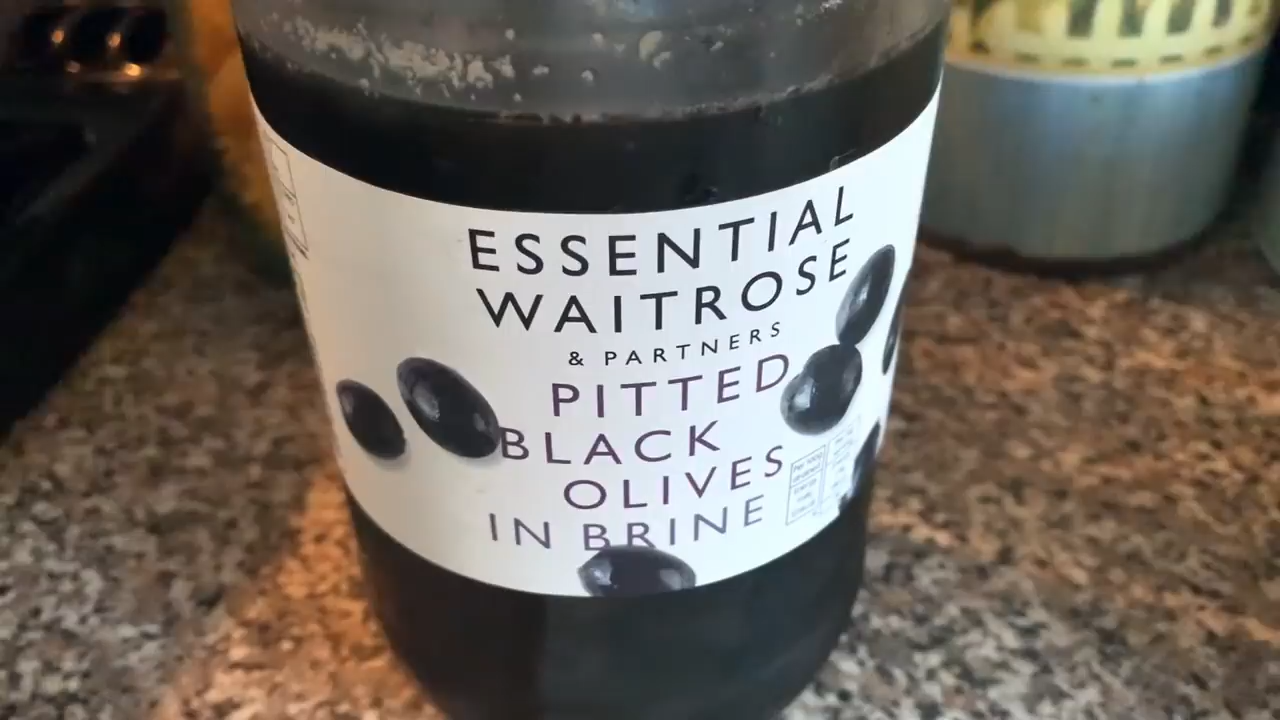 ESSENTIAL
WAITROSE
& PARTNERS
PITTED
BLACK
OLIVES
IN BRINE